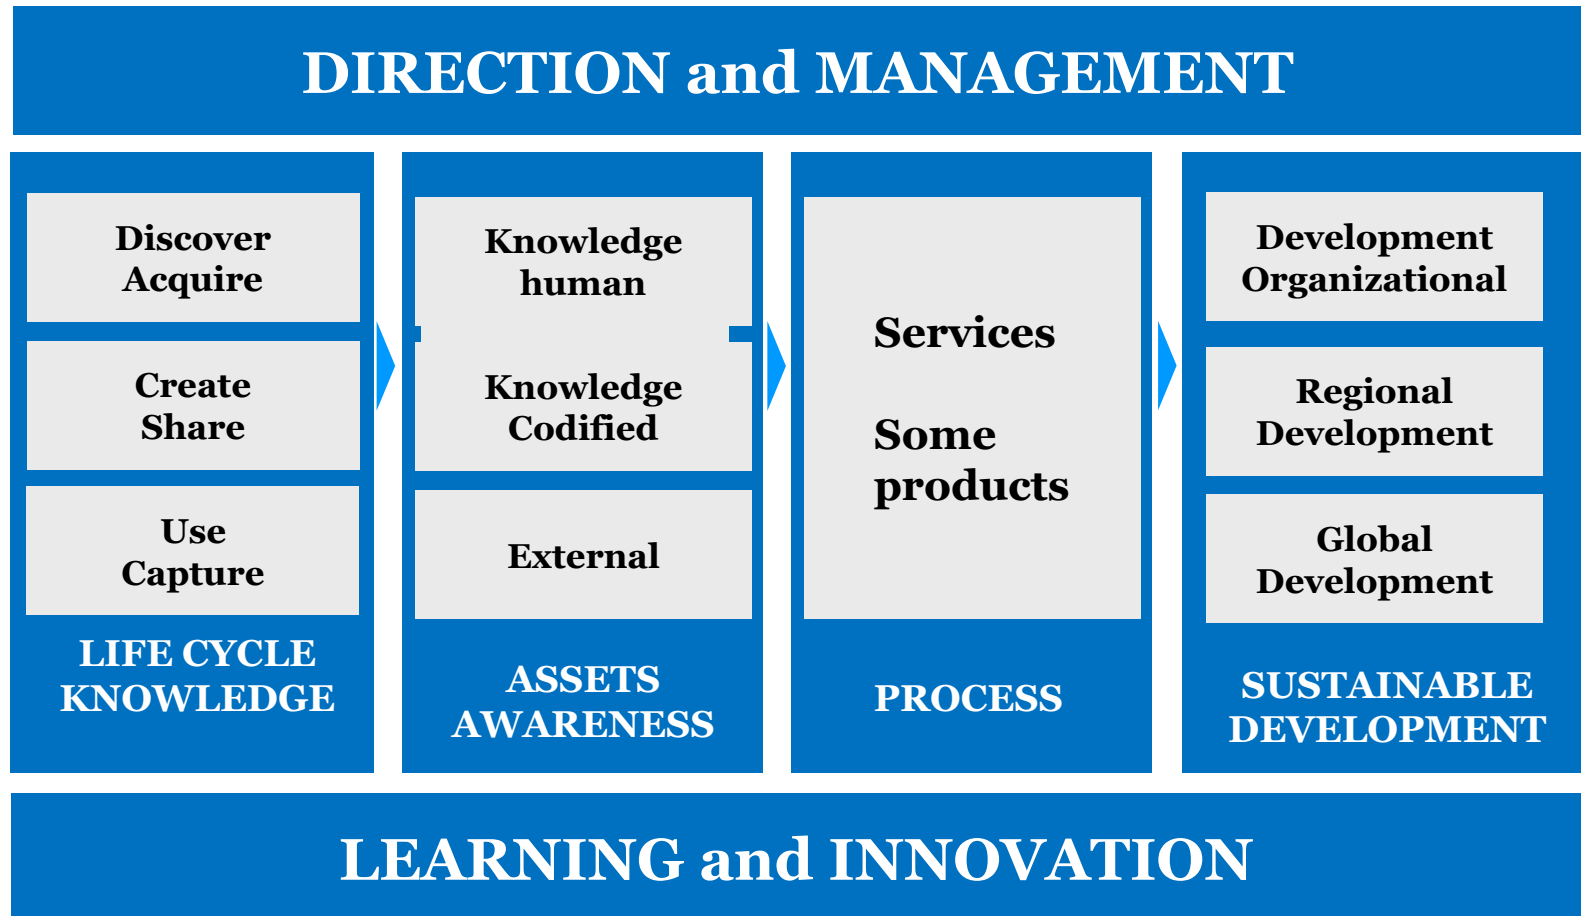 DIRECTION and MANAGEMENT
Discover
Acquire
Create
Share
Use
Capture
LIFE CYCLE
KNOWLEDGE
Knowledge
human
Knowledge
Codified
External
ASSETS
AWARENESS
Services
Some
products
PROCESS
Development
Organizational
Regional
Development
Global
Development
SUSTAINABLE
DEVELOPMENT
LEARNING and INNOVATION